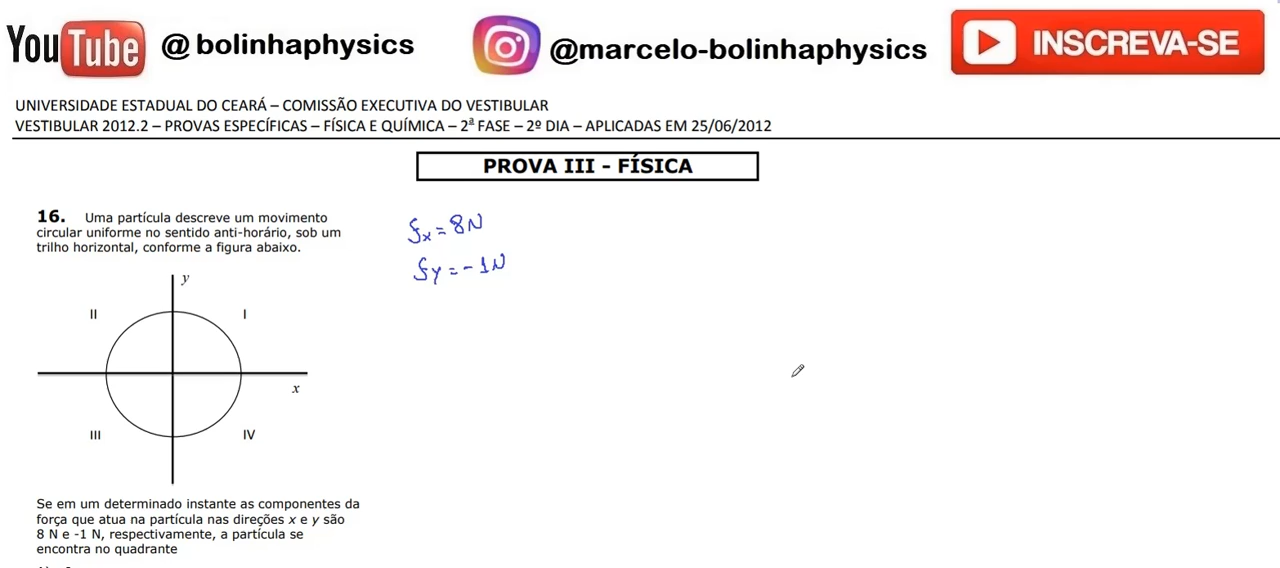 YouTube @bolinhaphysics @marcelo-bolinhaphysics INSCREVA-SE
UNIVERSIDADE ESTADUAL DO CEARÁ – COMISSÃO EXECUTIVA DO VESTIBULAR
VESTIBULAR 2012.2 – PROVAS ESPECÍFICAS – FÍSICA E QUÍMICA – 2ª FASE – 2º DIA – APLICADAS EM 25/06/2012
PROVA III - FÍSICA
16. Uma partícula descreve um movimento
circular uniforme no sentido anti-horário, sob um
trilho horizontal, conforme a figura abaixo.
fx = 8N
fy = -1N
y
II I
x
III IV
Se em um determinado instante as componentes da
força que atua na partícula nas direções x e y são
8 N e -1 N, respectivamente, a partícula se
encontra no quadrante